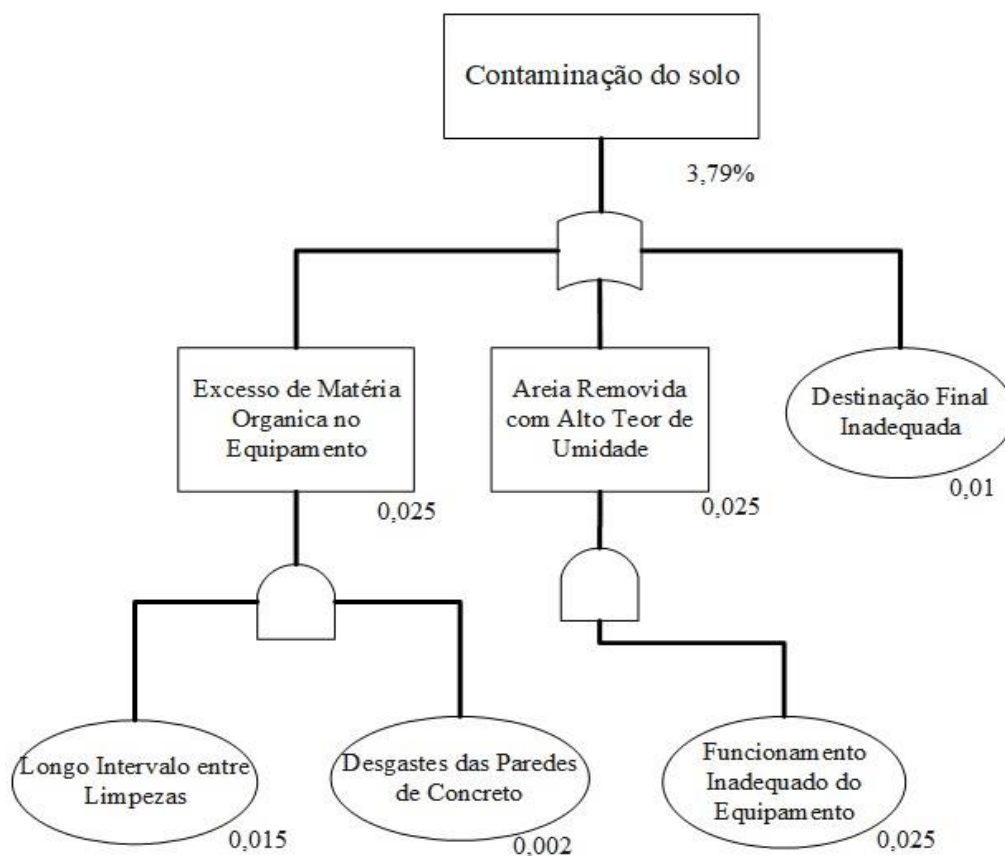 Contaminação do solo
3,79%
Excesso de Matéria
Organica no
Equipamento
0,025
Areia Removida
com Alto Teor de
Umidade
0,025
Destinação Final
Inadequada
0,01
Longo Intervalo entre
Limpezas
0,015
Desgastes das Paredes
de Concreto
0,002
Funcionamento
Inadequado do
Equipamento
0,025